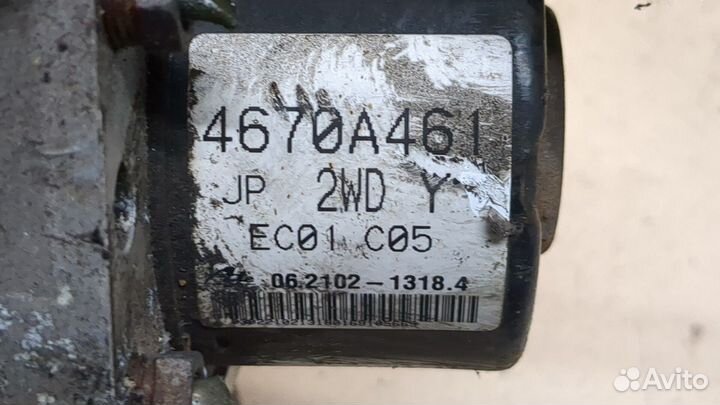 4670A461
JP 2WD Y
EC01 C05
06.2102-1318.4
Avito